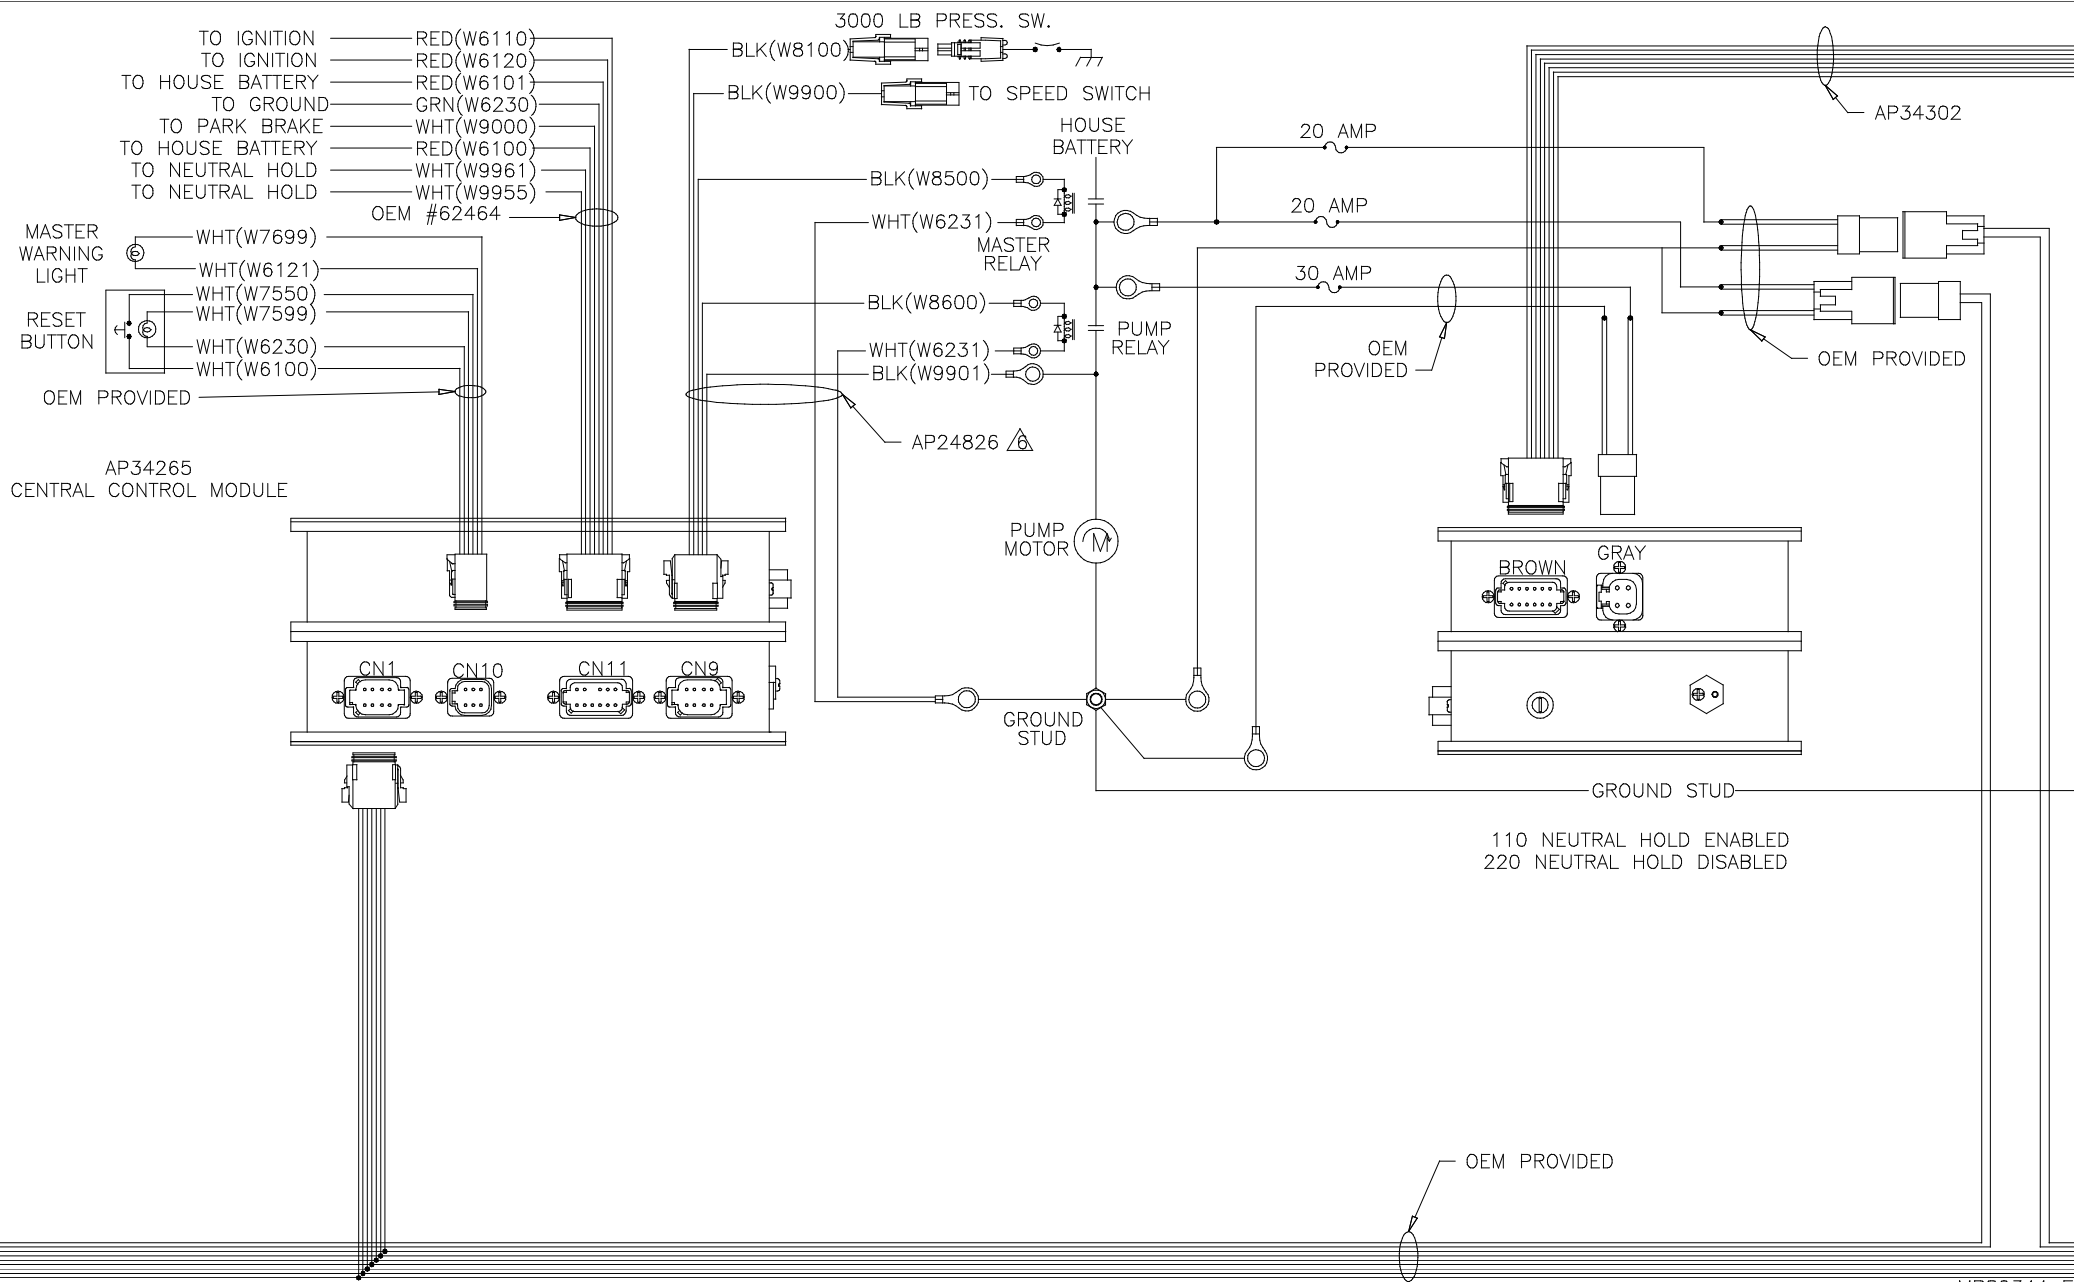 3000 LB PRESS. SW.
TO IGNITION RED(W6110)
TO IGNITION RED(W6120)
TO HOUSE BATTERY RED(W6101)
TO GROUND GRN(W6230)
TO PARK BRAKE WHT(W9000)
TO HOUSE BATTERY RED(W6100)
TO NEUTRAL HOLD WHT(W9961)
TO NEUTRAL HOLD WHT(W9955)
OEM #62464
BLK(W8100)
BLK(W9900) TO SPEED SWITCH
AP34302
HOUSE
BATTERY
20 AMP
BLK(W8500)
WHT(W6231)
MASTER
RELAY
20 AMP
MASTER
WARNING
LIGHT
WHT(W7699)
WHT(W6121)
WHT(W7550)
WHT(W7599)
RESET
BUTTON
WHT(W6230)
WHT(W6100)
OEM PROVIDED
30 AMP
BLK(W8600)
PUMP
RELAY
WHT(W6231)
BLK(W9901)
OEM
PROVIDED
OEM PROVIDED
AP24826 6
AP34265
CENTRAL CONTROL MODULE
PUMP
MOTOR
M
BROWN
GRAY
CN1
CN10
CN11
CN9
GROUND
STUD
GROUND STUD
110 NEUTRAL HOLD ENABLED
220 NEUTRAL HOLD DISABLED
OEM PROVIDED